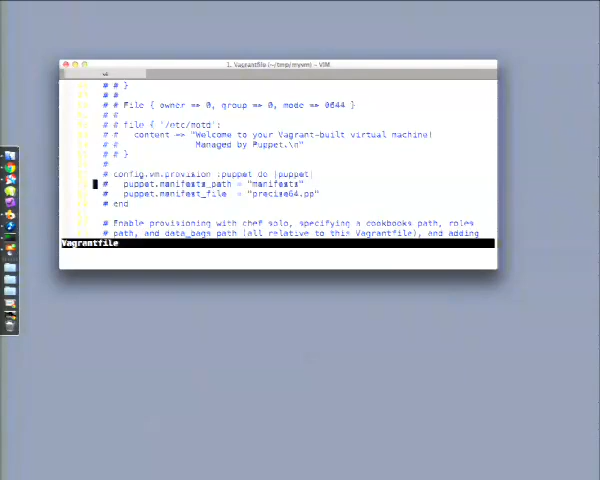 1. Vagrantfile (~/tmp/myvm) - VIM
# # }
# #
# # File { owner => 0, group => 0, mode => 0644 }
# #
# # file { '/etc/motd':
# #   content => "Welcome to your Vagrant-built virtual machine!
# #               Managed by Puppet.\n"
# # }
#
# config.vm.provision :puppet do |puppet|
#   puppet.manifests_path = "manifests"
#   puppet.manifest_file  = "precise64.pp"
# end
# Enable provisioning with chef solo, specifying a cookbooks path, roles
# path, and data_bags path (all relative to this Vagrantfile), and adding
Vagrantfile